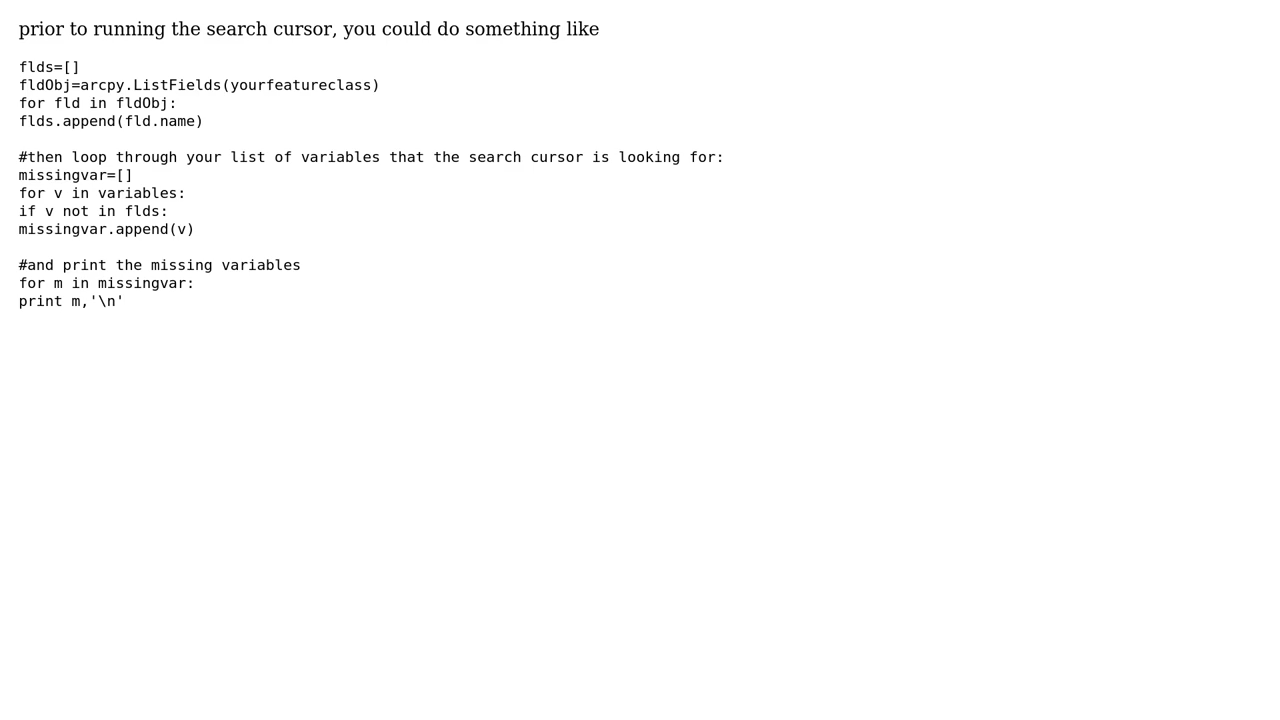 prior to running the search cursor, you could do something like
flds=[]
fldObj=arcpy.ListFields(yourfeatureclass)
for fld in fldObj:
flds.append(fld.name)
#then loop through your list of variables that the search cursor is looking for:
missingvar=[]
for v in variables:
if v not in flds:
missingvar.append(v)
#and print the missing variables
for m in missingvar:
print m,'\n'